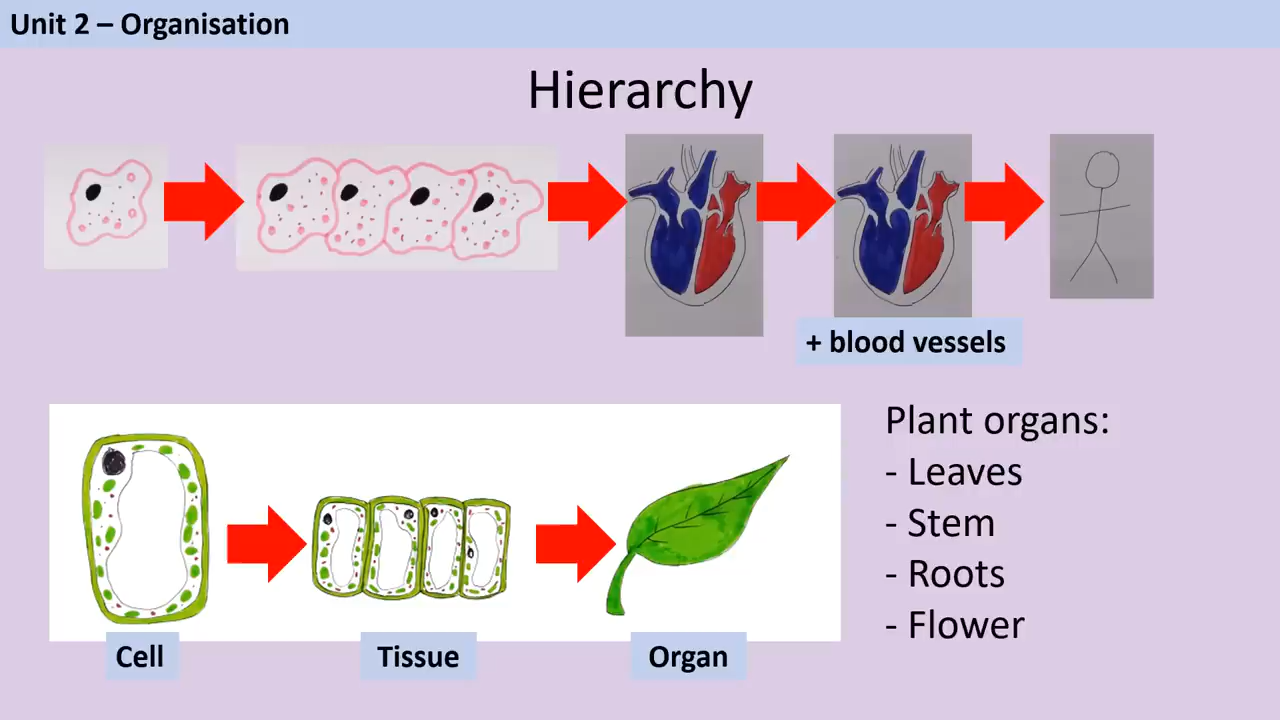 Unit 2 – Organisation
Hierarchy
+ blood vessels
Plant organs:
- Leaves
- Stem
- Roots
- Flower
Cell
Tissue
Organ